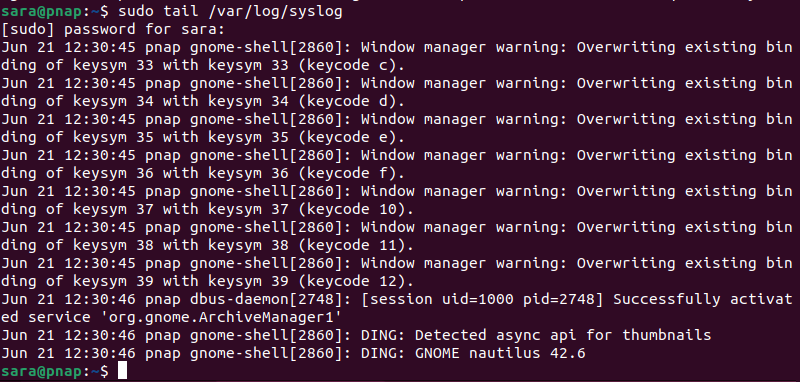 sara@pnap:~$ sudo tail /var/log/syslog
[sudo] password for sara:
Jun 21 12:30:45 pnap gnome-shell[2860]: Window manager warning: Overwriting existing bin
ding of keysym 33 with keysym 33 (keycode c).
Jun 21 12:30:45 pnap gnome-shell[2860]: Window manager warning: Overwriting existing bin
ding of keysym 34 with keysym 34 (keycode d).
Jun 21 12:30:45 pnap gnome-shell[2860]: Window manager warning: Overwriting existing bin
ding of keysym 35 with keysym 35 (keycode e).
Jun 21 12:30:45 pnap gnome-shell[2860]: Window manager warning: Overwriting existing bin
ding of keysym 36 with keysym 36 (keycode f).
Jun 21 12:30:45 pnap gnome-shell[2860]: Window manager warning: Overwriting existing bin
ding of keysym 37 with keysym 37 (keycode 10).
Jun 21 12:30:45 pnap gnome-shell[2860]: Window manager warning: Overwriting existing bin
ding of keysym 38 with keysym 38 (keycode 11).
Jun 21 12:30:45 pnap gnome-shell[2860]: Window manager warning: Overwriting existing bin
ding of keysym 39 with keysym 39 (keycode 12).
Jun 21 12:30:46 pnap dbus-daemon[2748]: [session uid=1000 pid=2748] Successfully activat
ed service 'org.gnome.ArchiveManager1'
Jun 21 12:30:46 pnap gnome-shell[2860]: DING: Detected async api for thumbnails
Jun 21 12:30:46 pnap gnome-shell[2860]: DING: GNOME nautilus 42.6
sara@pnap:~$